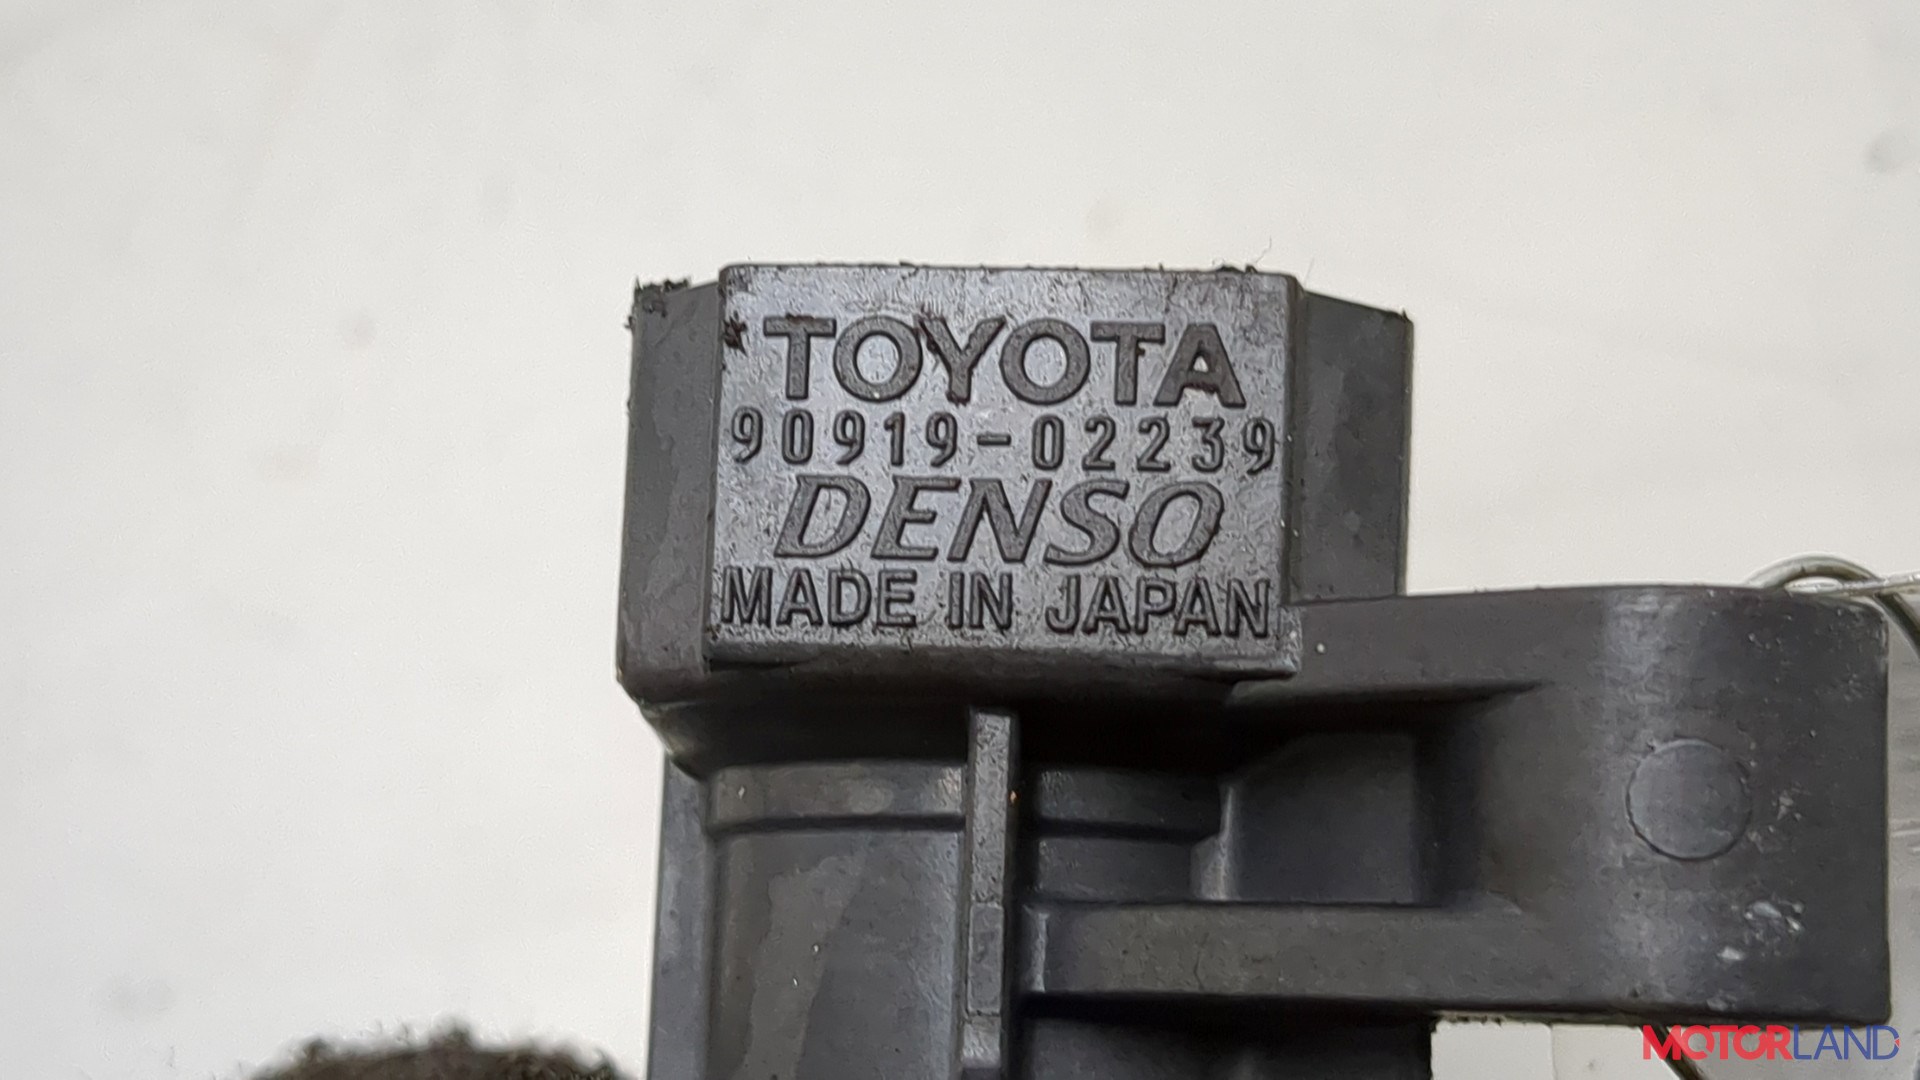 TOYOTA
90919-02239
DENSO
MADE IN JAPAN
MOTORLAND